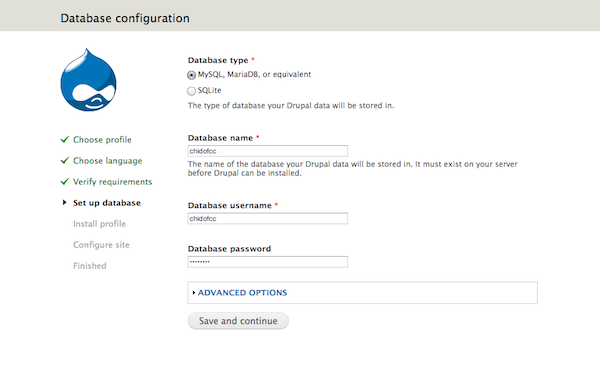 Database configuration
Database type *
MySQL, MariaDB, or equivalent
SQLite
The type of database your Drupal data will be stored in.
Choose profile
Choose language
Verify requirements
Set up database
Install profile
Configure site
Finished
Database name *
chidofcc
The name of the database your Drupal data will be stored in. It must exist on your server
before Drupal can be installed.
Database username *
chidofcc
Database password
••••••••
ADVANCED OPTIONS
Save and continue